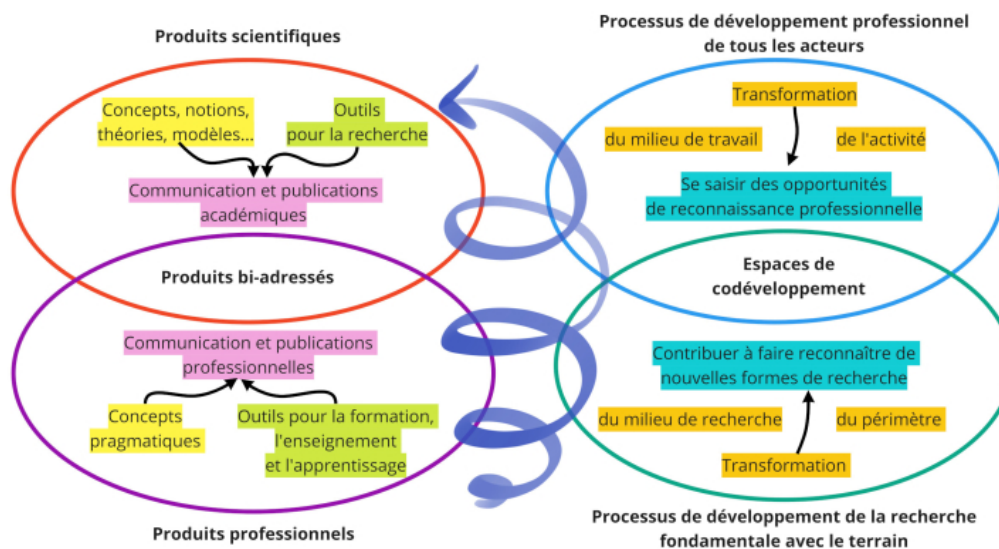 Produits scientifiques
Concepts, notions,
théories, modèles...
Outils
pour la recherche
Communication et publications
académiques
Produits bi-adressés
Communication et publications
professionnelles
Concepts
pragmatiques
Outils pour la formation,
l'enseignement
et l'apprentissage
Produits professionnels
Processus de développement professionnel
de tous les acteurs
Transformation
du milieu de travail
de l'activité
Se saisir des opportunités
de reconnaissance professionnelle
Espaces de
codéveloppement
Contribuer à faire reconnaître de
nouvelles formes de recherche
du milieu de recherche
du périmètre
Transformation
Processus de développement de la recherche
fondamentale avec le terrain